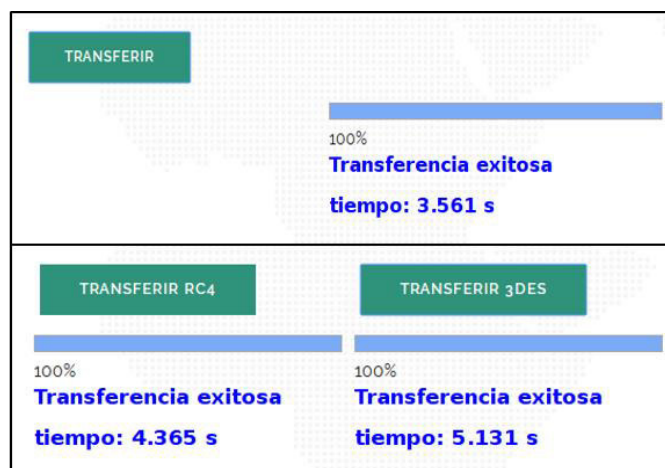 TRANSFERIR
100%
Transferencia exitosa
tiempo: 3.561 s
TRANSFERIR RC4
100%
Transferencia exitosa
tiempo: 4.365 s
TRANSFERIR 3DES
100%
Transferencia exitosa
tiempo: 5.131 s